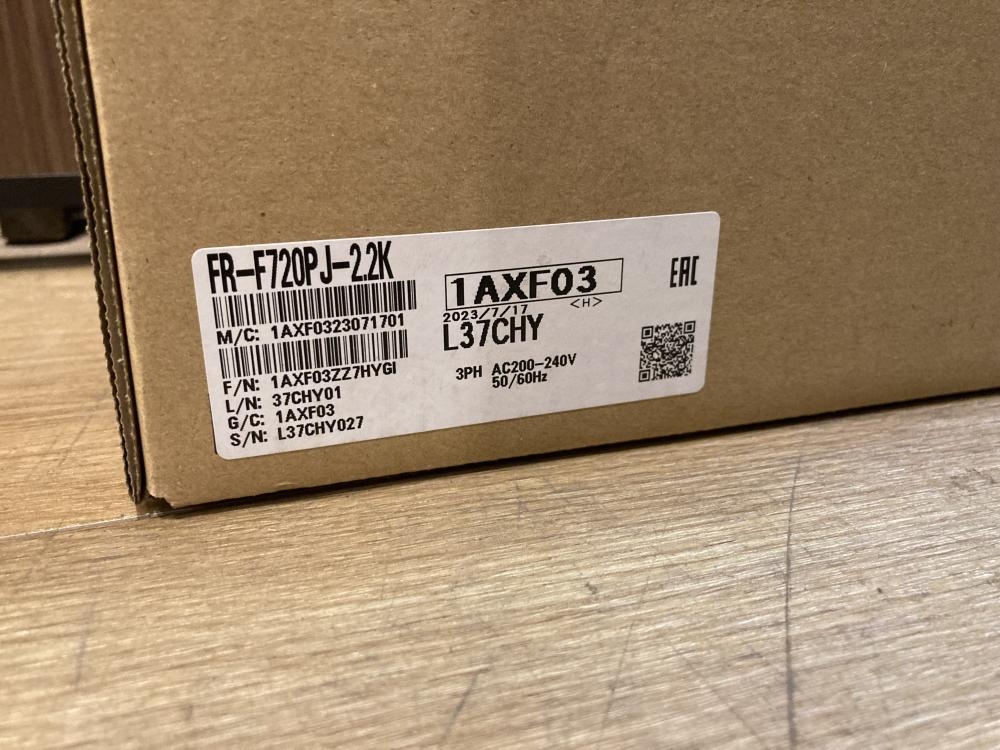 FR-F720PJ-2.2K
M/C: 1AXF0323071701
F/N: 1AXF03ZZ7HYGI
L/N: 37CHY01
G/C: 1AXF03
S/N: L37CHY027
1AXF03
<H>
2023/7/17
L37CHY
3PH AC200-240V
50/60Hz
EAC